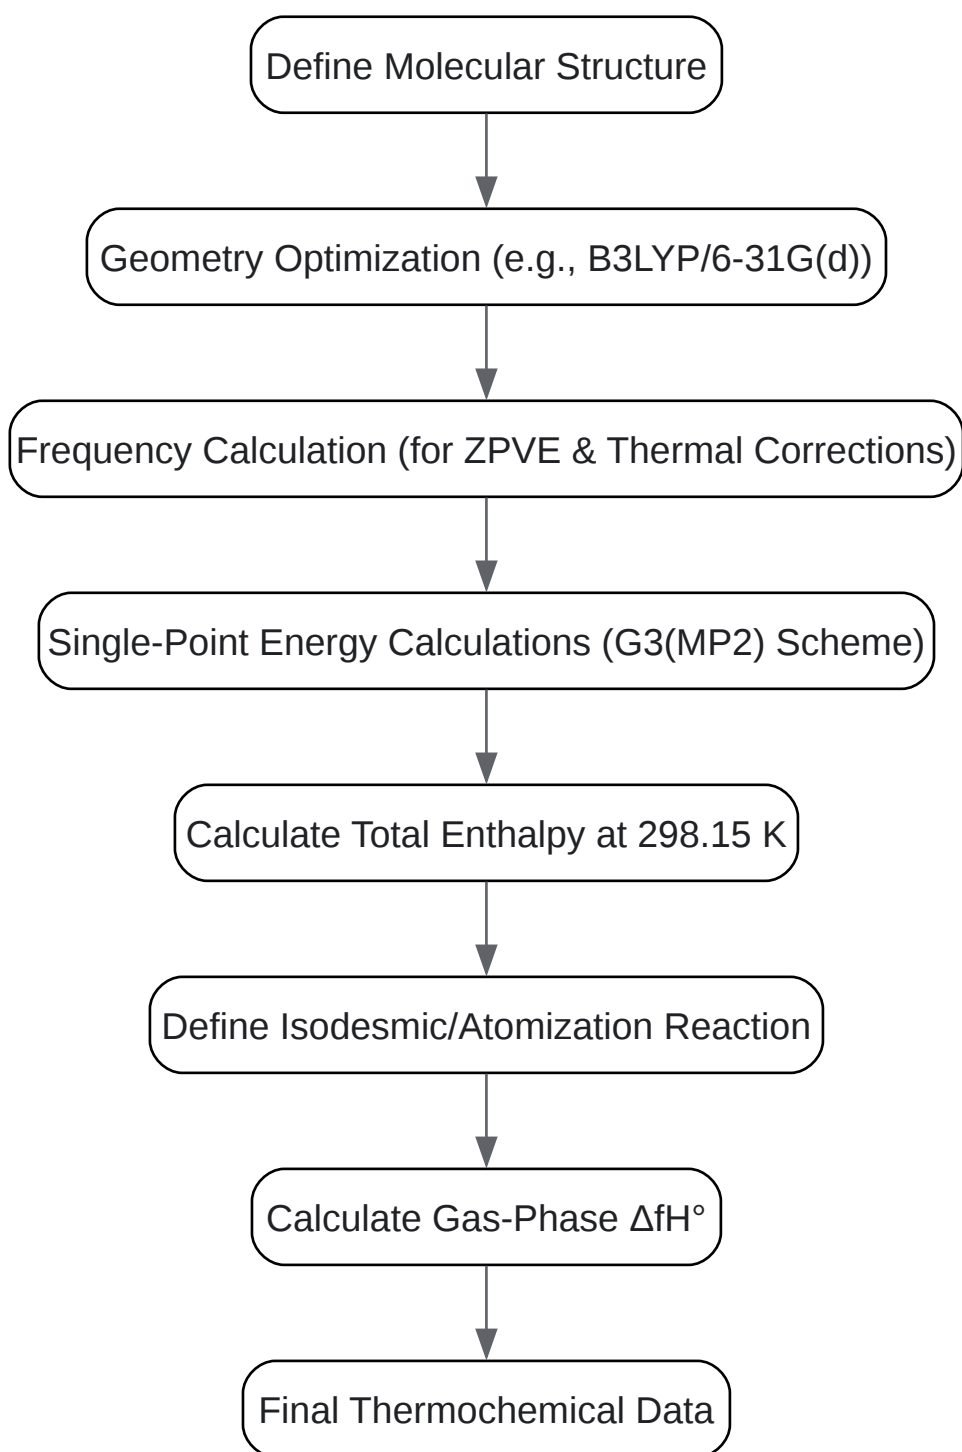 Define Molecular Structure
Geometry Optimization (e.g., B3LYP/6-31G(d))
Frequency Calculation (for ZPVE & Thermal Corrections)
Single-Point Energy Calculations (G3(MP2) Scheme)
Calculate Total Enthalpy at 298.15 K
Define Isodesmic/Atomization Reaction
Calculate Gas-Phase ΔfH°
Final Thermochemical Data